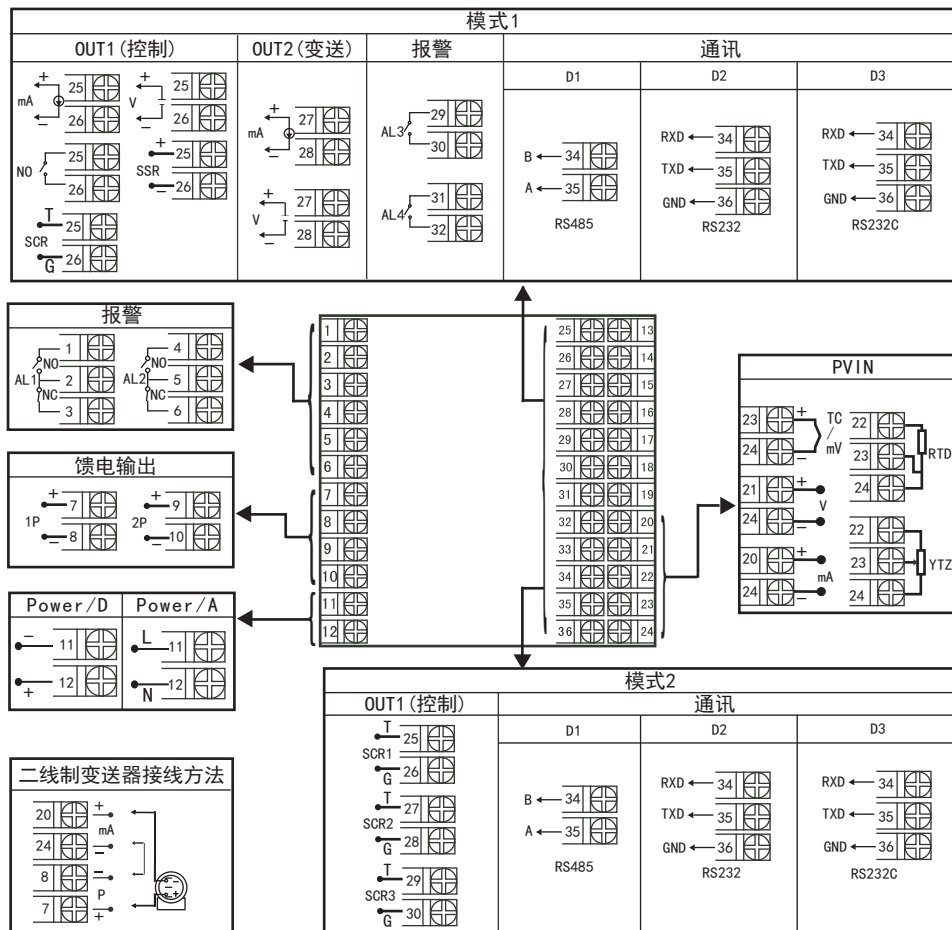 模式1
OUT1(控制)
OUT2(变送)
报警
通讯
D1
D2
D3
+
mA
−
25
26
+
V
−
25
26
NO
25
26
+
SSR
−
25
26
T
SCR
G
25
26
+
mA
−
27
28
+
V
−
27
28
AL3
29
30
AL4
31
32
B
34
A
35
RS485
RXD
34
TXD
35
GND
36
RS232
RXD
34
TXD
35
GND
36
RS232C
报警
AL1
NO
NC
1
2
3
AL2
NO
NC
4
5
6
馈电输出
1P
+
7
−
8
2P
+
9
−
10
Power/D
−
11
+
12
Power/A
L
11
N
12
二线制变送器接线方法
20
+
mA
24
−
8
−
P
7
+
−
−
+
1
2
3
4
5
6
7
8
9
10
11
12
25 13
26 14
27 15
28 16
29 17
30 18
31 19
32 20
33 21
34 22
35 23
36 24
PVIN
23
+
24
−
TC
/
mV
21
+
V
24
−
20
+
mA
24
−
22
23
24
RTD
22
23
24
YTZ
模式2
OUT1(控制)
通讯
D1
D2
D3
T
25
SCR1
G
26
T
27
SCR2
G
28
T
29
SCR3
G
30
B
34
A
35
RS485
RXD
34
TXD
35
GND
36
RS232
RXD
34
TXD
35
GND
36
RS232C